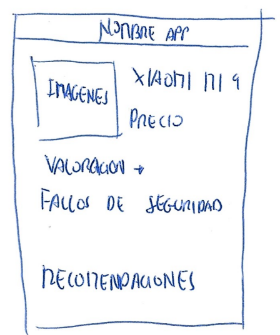 NOMBRE APP
IMAGENES
XIAOMI MI 9
PRECIO
VALORACION →
FALLOS DE SEGURIDAD
RECOMENDACIONES